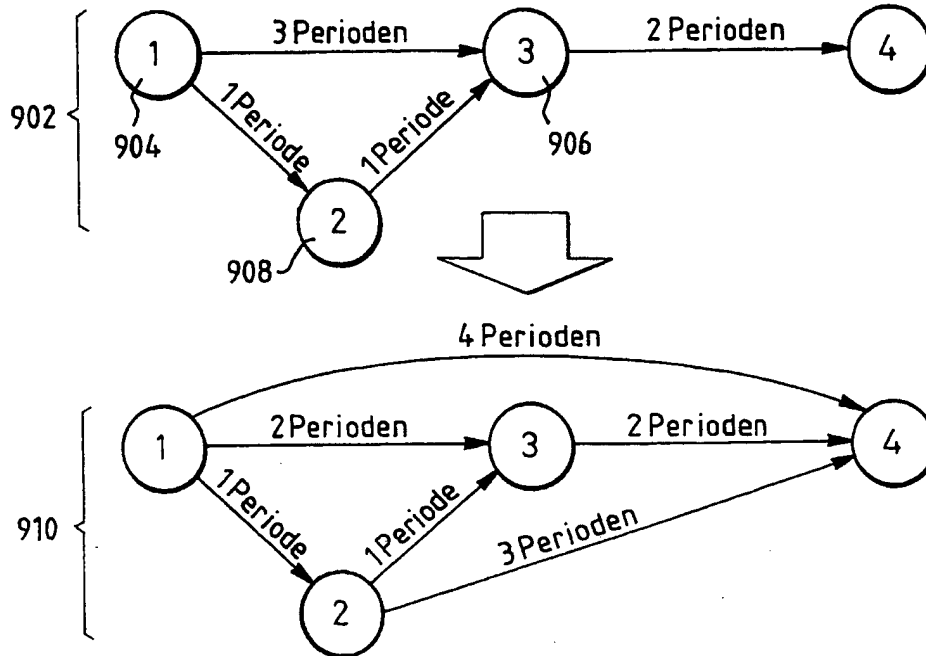 1
3 Perioden
3
2 Perioden
4
902
904
1 Periode
1 Periode
906
2
908
4 Perioden
1
2 Perioden
3
2 Perioden
4
910
1 Periode
1 Periode
3 Perioden
2